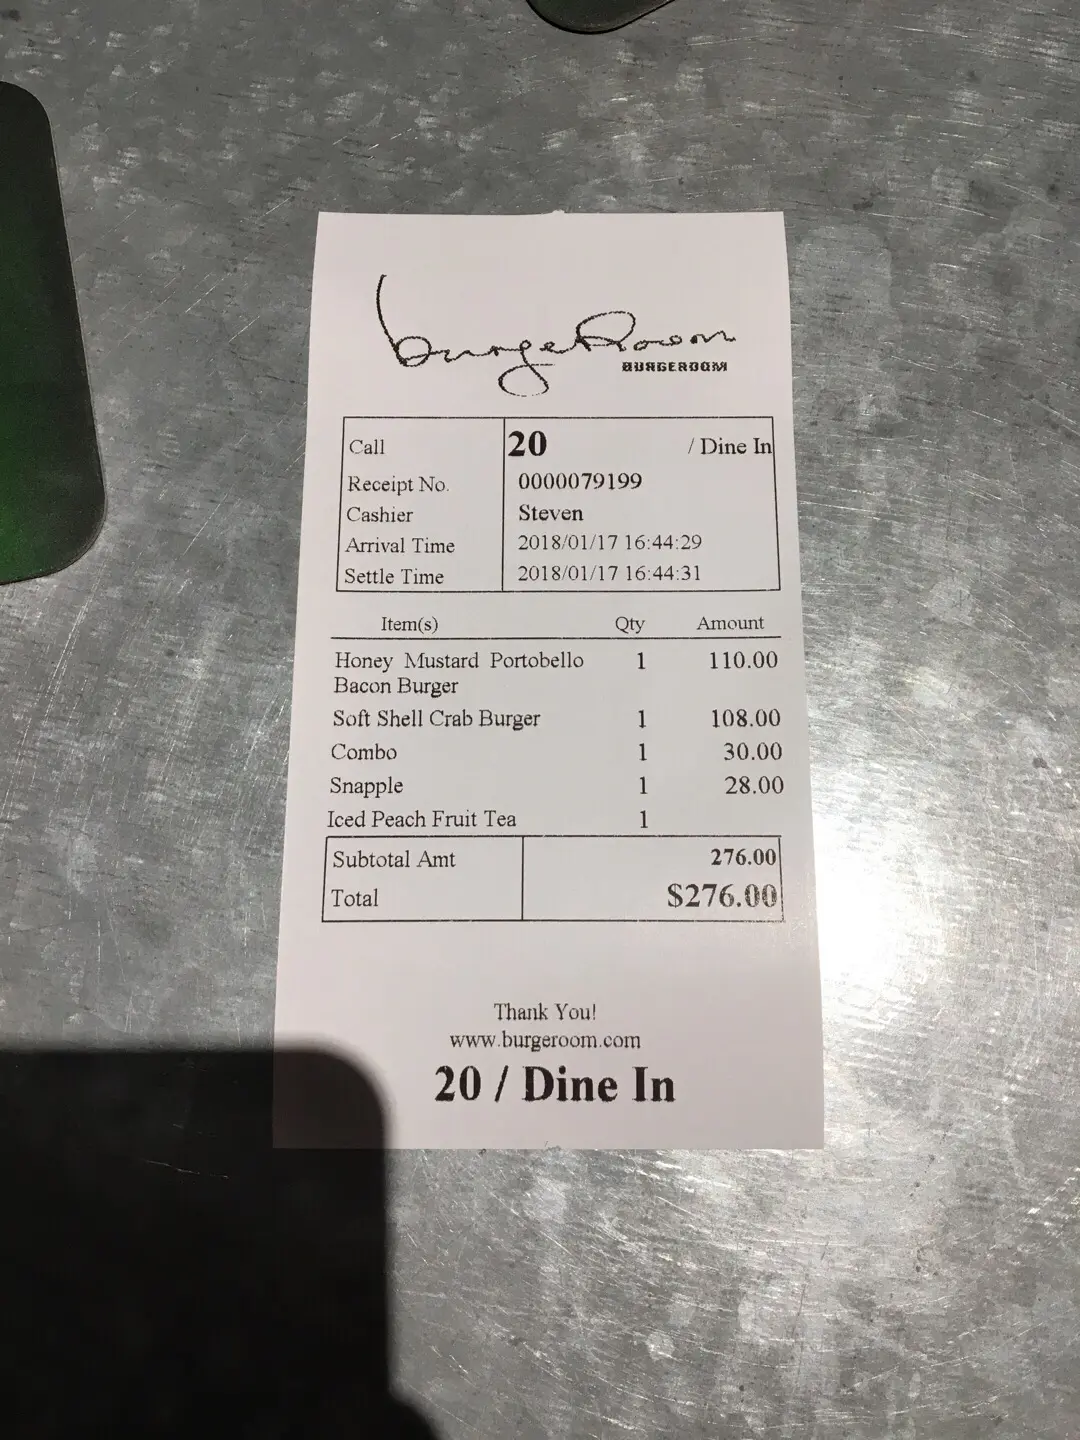 burgeRoom
BURGEROOM
Call 20 / Dine In
Receipt No. 0000079199
Cashier Steven
Arrival Time 2018/01/17 16:44:29
Settle Time 2018/01/17 16:44:31
Item(s) Qty Amount
Honey Mustard Portobello 1 110.00
Bacon Burger
Soft Shell Crab Burger 1 108.00
Combo 1 30.00
Snapple 1 28.00
Iced Peach Fruit Tea 1
Subtotal Amt 276.00
Total $276.00
Thank You!
www.burgeroom.com
20 / Dine In